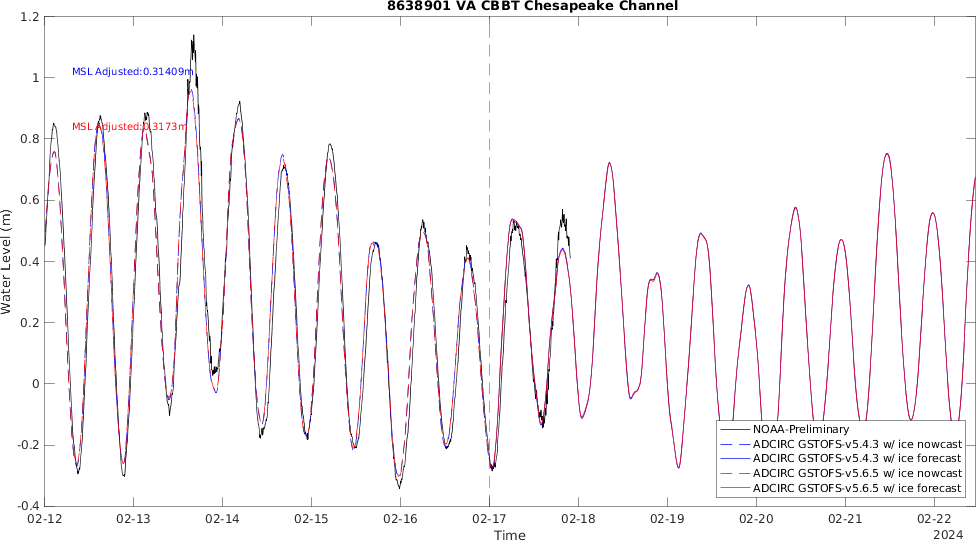 8638901 VA CBBT Chesapeake Channel
1.2
1
0.8
0.6
0.4
0.2
0
-0.2
-0.4
Water Level (m)
MSL Adjusted:0.31409m
MSL Adjusted:0.3173m
NOAA-Preliminary
ADCIRC GSTOFS-v5.4.3 w/ ice nowcast
ADCIRC GSTOFS-v5.4.3 w/ ice forecast
ADCIRC GSTOFS-v5.6.5 w/ ice nowcast
ADCIRC GSTOFS-v5.6.5 w/ ice forecast
02-12 02-13 02-14 02-15 02-16 02-17 02-18 02-19 02-20 02-21 02-22
Time
2024